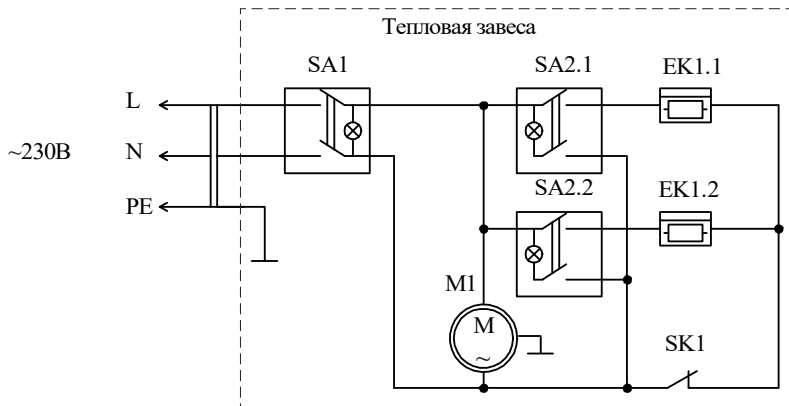 Тепловая завеса
SA1
SA2.1
EK1.1
L
~230В
N
PE
SA2.2
EK1.2
M1
M
~
SK1